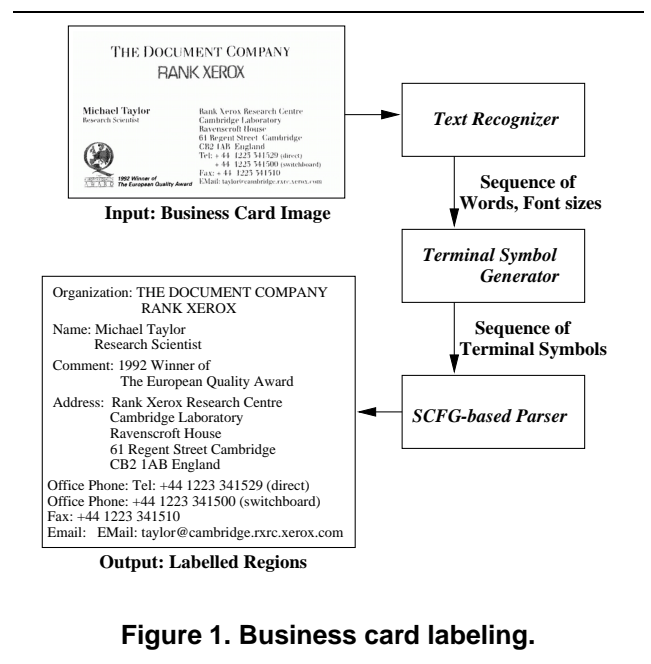 THE DOCUMENT COMPANY
RANK XEROX
Michael Taylor
Research Scientist
Rank Xerox Research Centre
Cambridge Laboratory
Ravenscroft House
61 Regent Street Cambridge
CB2 1AB England
Tel: + 44 1223 341529 (direct)
+ 44 1223 341500 (switchboard)
Fax: + 44 1223 341510
EMail: taylor@cambridge.rxrc.xerox.com
1992 Winner of
The European Quality Award
Input: Business Card Image
Text Recognizer
Sequence of
Words, Font sizes
Terminal Symbol
Generator
Sequence of
Terminal Symbols
SCFG-based Parser
Organization: THE DOCUMENT COMPANY
RANK XEROX
Name: Michael Taylor
Research Scientist
Comment: 1992 Winner of
The European Quality Award
Address: Rank Xerox Research Centre
Cambridge Laboratory
Ravenscroft House
61 Regent Street Cambridge
CB2 1AB England
Office Phone: Tel: +44 1223 341529 (direct)
Office Phone: +44 1223 341500 (switchboard)
Fax: +44 1223 341510
Email: EMail: taylor@cambridge.rxrc.xerox.com
Output: Labelled Regions
Figure 1. Business card labeling.